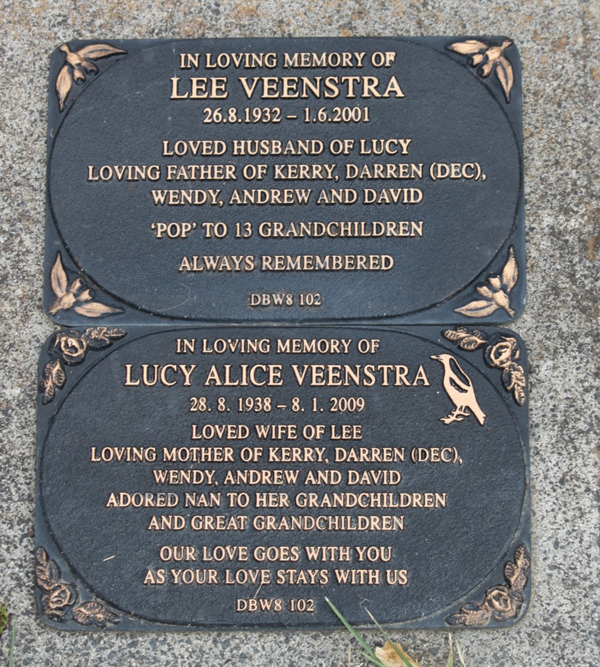 IN LOVING MEMORY OF
LEE VEENSTRA
26.8.1932 – 1.6.2001
LOVED HUSBAND OF LUCY
LOVING FATHER OF KERRY, DARREN (DEC),
WENDY, ANDREW AND DAVID
‘POP’ TO 13 GRANDCHILDREN
ALWAYS REMEMBERED
DBW8 102
IN LOVING MEMORY OF
LUCY ALICE VEENSTRA
28. 8. 1938 – 8. 1. 2009
LOVED WIFE OF LEE
LOVING MOTHER OF KERRY, DARREN (DEC),
WENDY, ANDREW AND DAVID
ADORED NAN TO HER GRANDCHILDREN
AND GREAT GRANDCHILDREN
OUR LOVE GOES WITH YOU
AS YOUR LOVE STAYS WITH US
DBW8 102